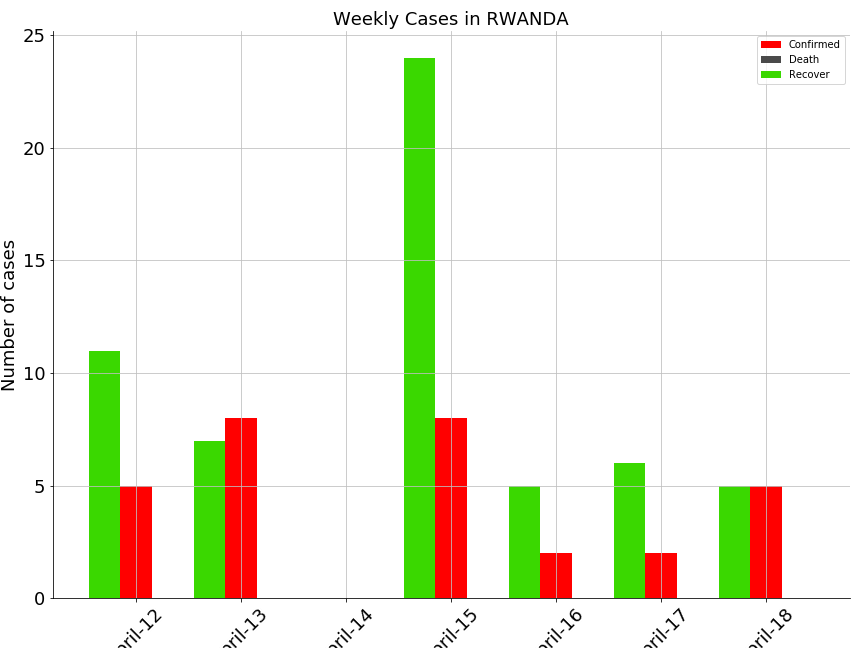 Weekly Cases in RWANDA
Confirmed
Death
Recover
Number of cases
25
20
15
10
5
0
pril-12
pril-13
pril-14
pril-15
pril-16
pril-17
pril-18